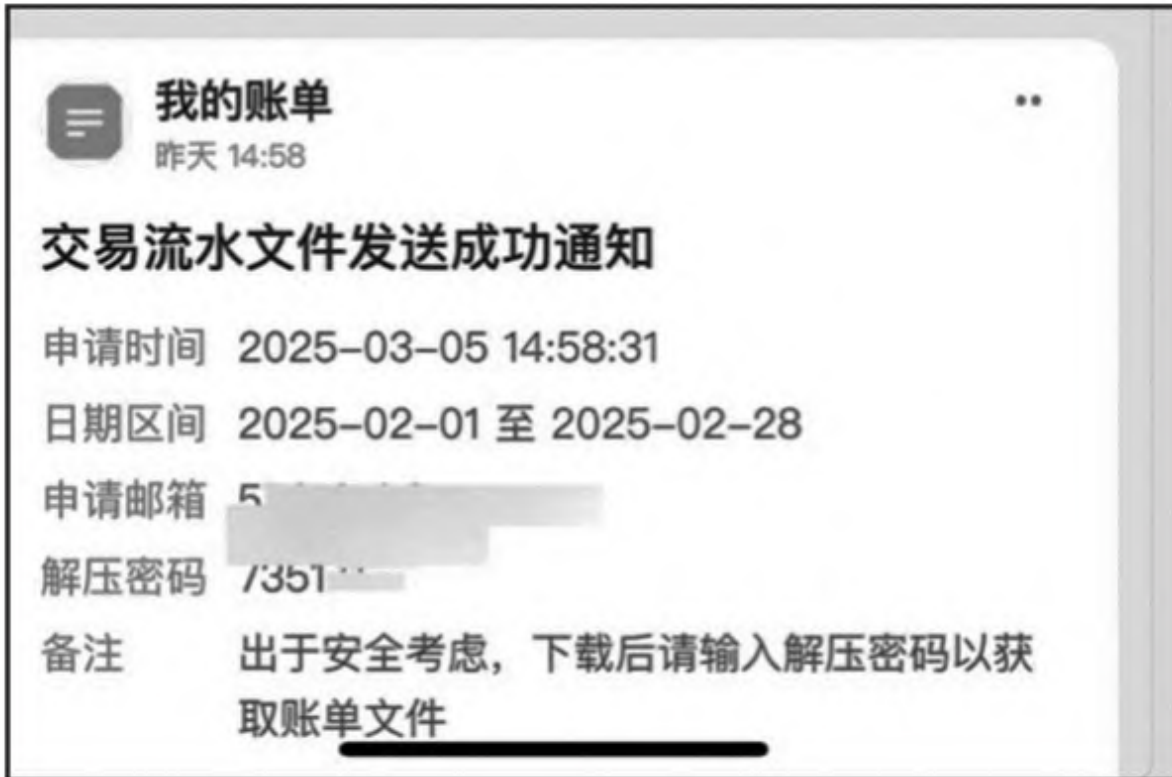 我的账单
昨天 14:58
交易流水文件发送成功通知
申请时间 2025-03-05 14:58:31
日期区间 2025-02-01 至 2025-02-28
申请邮箱 5
解压密码 7351
备注 出于安全考虑，下载后请输入解压密码以获
取账单文件